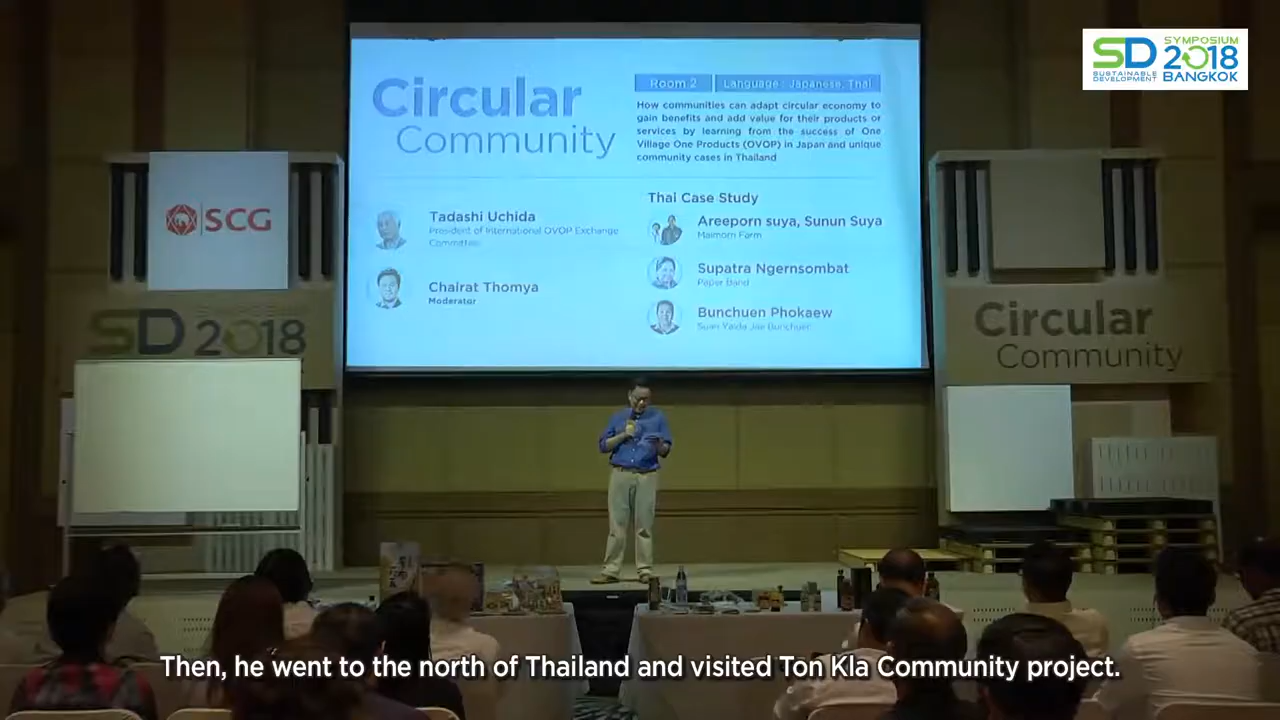 SD SYMPOSIUM
2018
SUSTAINABLE DEVELOPMENT BANGKOK
Circular
Community
Room 2
Language : Japanese, Thai
How communities can adapt circular economy to
gain benefits and add value for their products or
services by learning from the success of One
Village One Products (OVOP) in Japan and unique
community cases in Thailand
Tadashi Uchida
President of International OVOP Exchange
Committee
Chairat Thomya
Moderator
Thai Case Study
Areeporn suya, Sunun Suya
Maimorn Farm
Supatra Ngernsombat
Paper Band
Bunchuen Phokaew
SCG
SD 2018
Circular
Community
Then, he went to the north of Thailand and visited Ton Kla Community project.